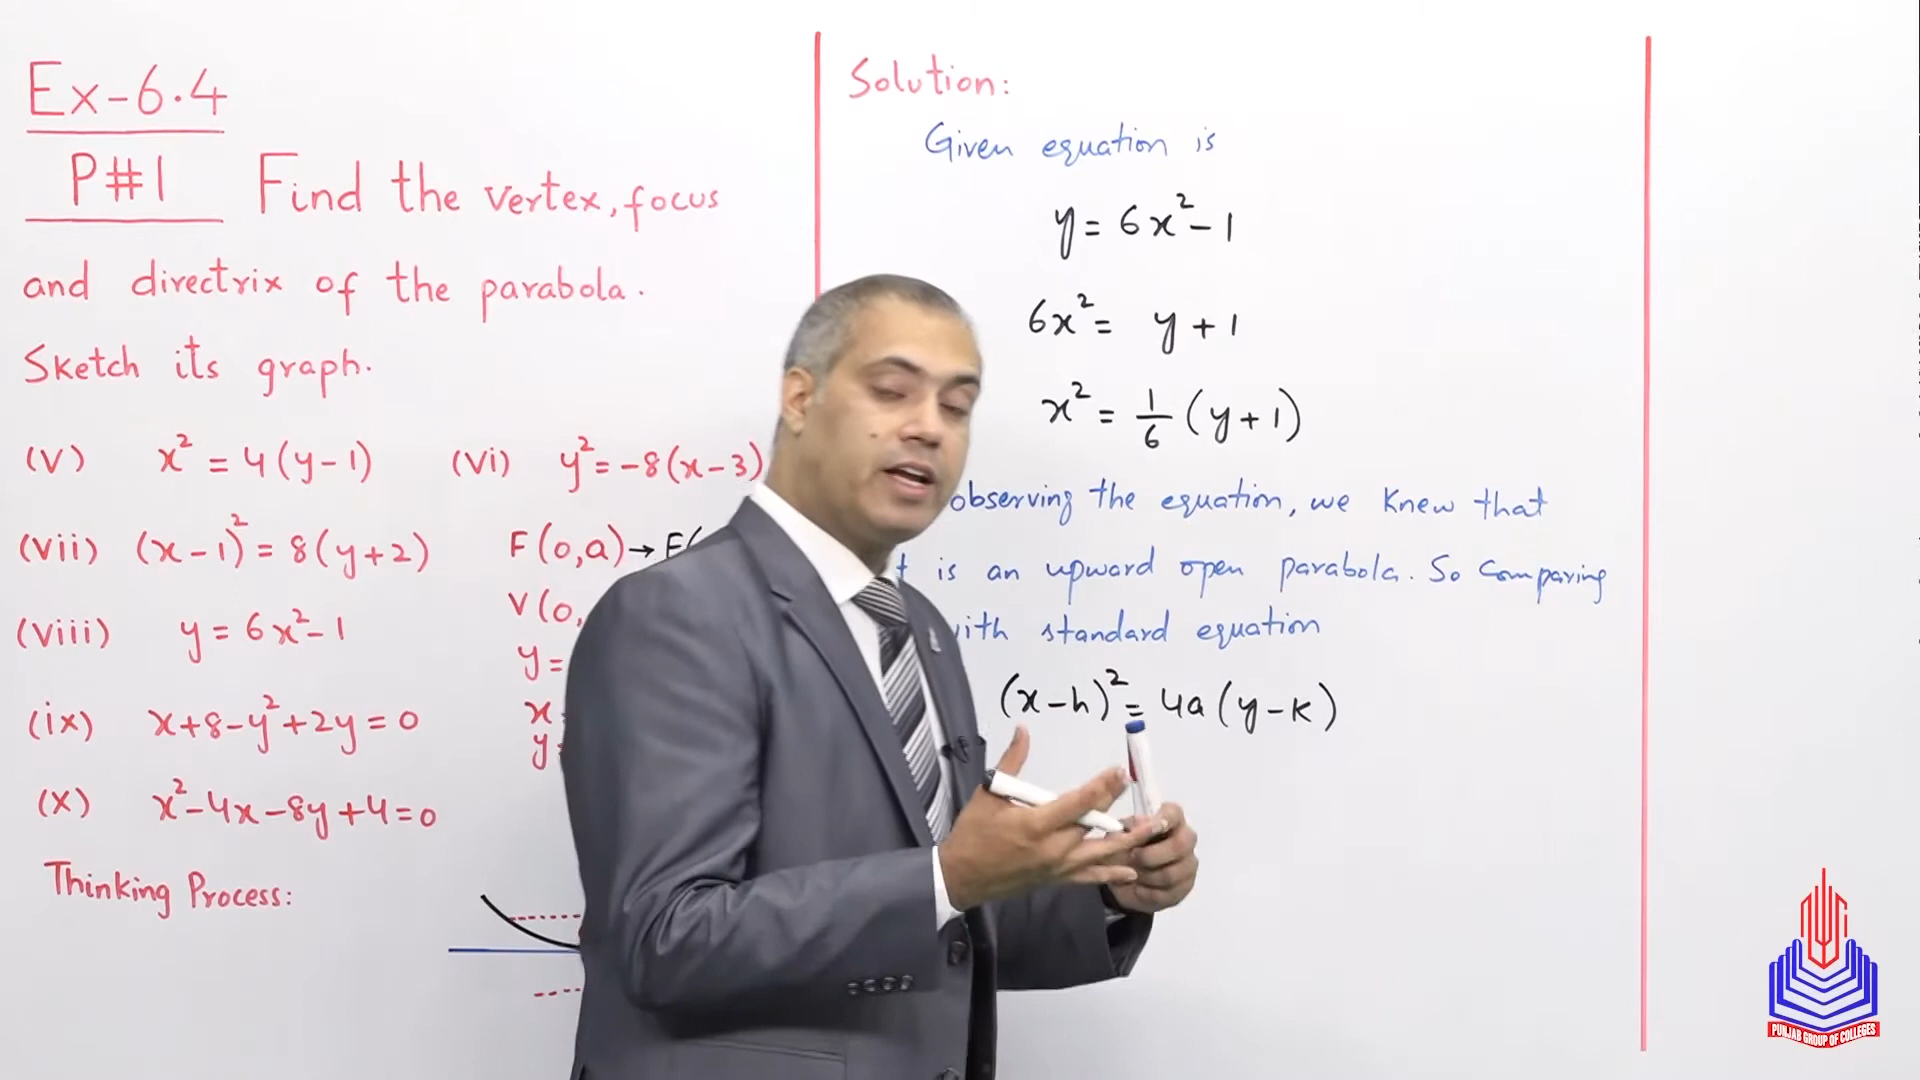 Ex-6.4
P#1 Find the vertex, focus
and directrix of the parabola.
Sketch its graph.
(v) x² = 4(y-1) (vi) y² = -8(x-3)
(vii) (x-1)² = 8(y+2) F(0,a)→F(
(viii) y = 6x²-1 V(0,
y=
(ix) x+8-y²+2y=0 x
y
(x) x²-4x-8y+4=0
Thinking Process:
Solution:
Given equation is
y = 6x²-1
6x² = y+1
x² = 1/6 (y+1)
observing the equation, we knew that
is an upward open parabola. So comparing
standard equation
(x-h)² = 4a(y-k)
PUNJAB GROUP OF COLLEGES